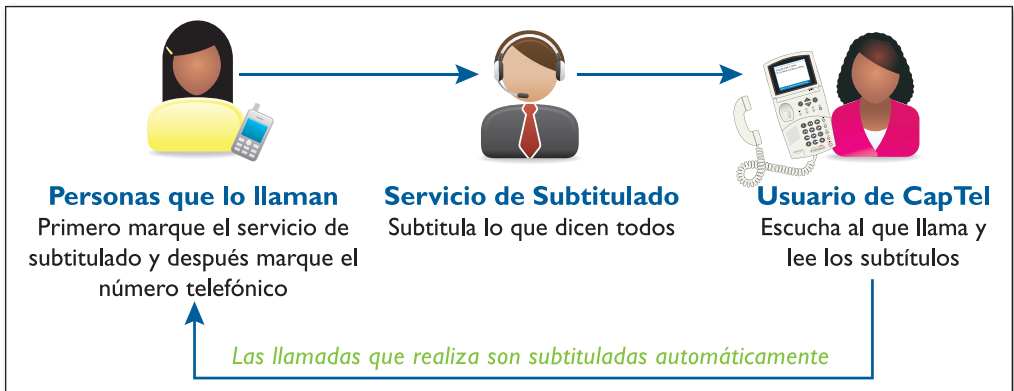 Personas que lo llaman
Primero marque el servicio de
subtitulado y después marque el
número telefónico
Servicio de Subtitulado
Subtitula lo que dicen todos
Usuario de CapTel
Escucha al que llama y
lee los subtítulos
Las llamadas que realiza son subtituladas automáticamente